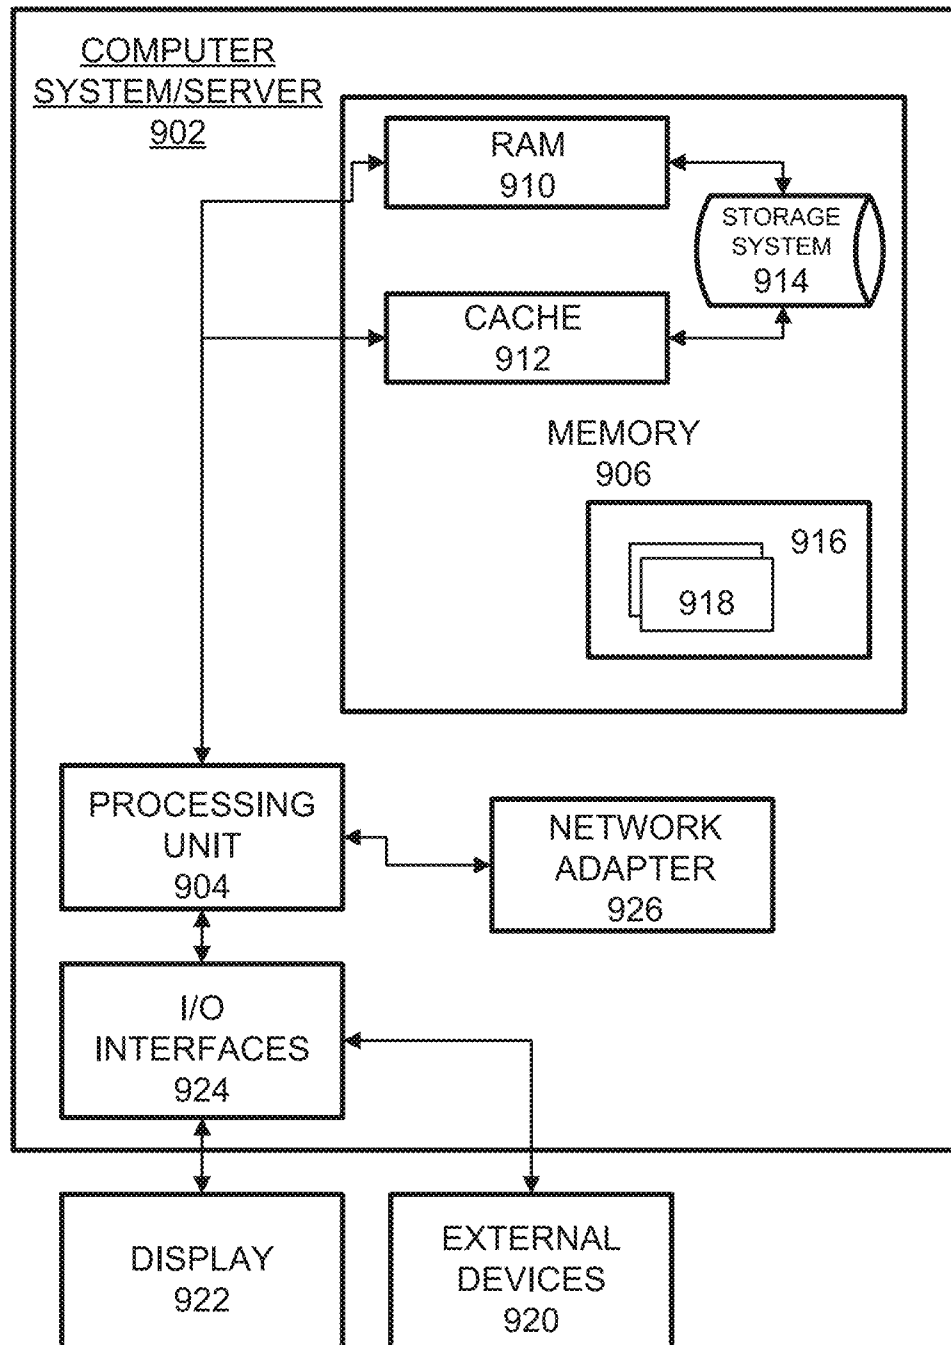 COMPUTER
SYSTEM/SERVER
902
RAM
910
STORAGE
SYSTEM
914
CACHE
912
MEMORY
906
916
918
PROCESSING
UNIT
904
NETWORK
ADAPTER
926
I/O
INTERFACES
924
DISPLAY
922
EXTERNAL
DEVICES
920